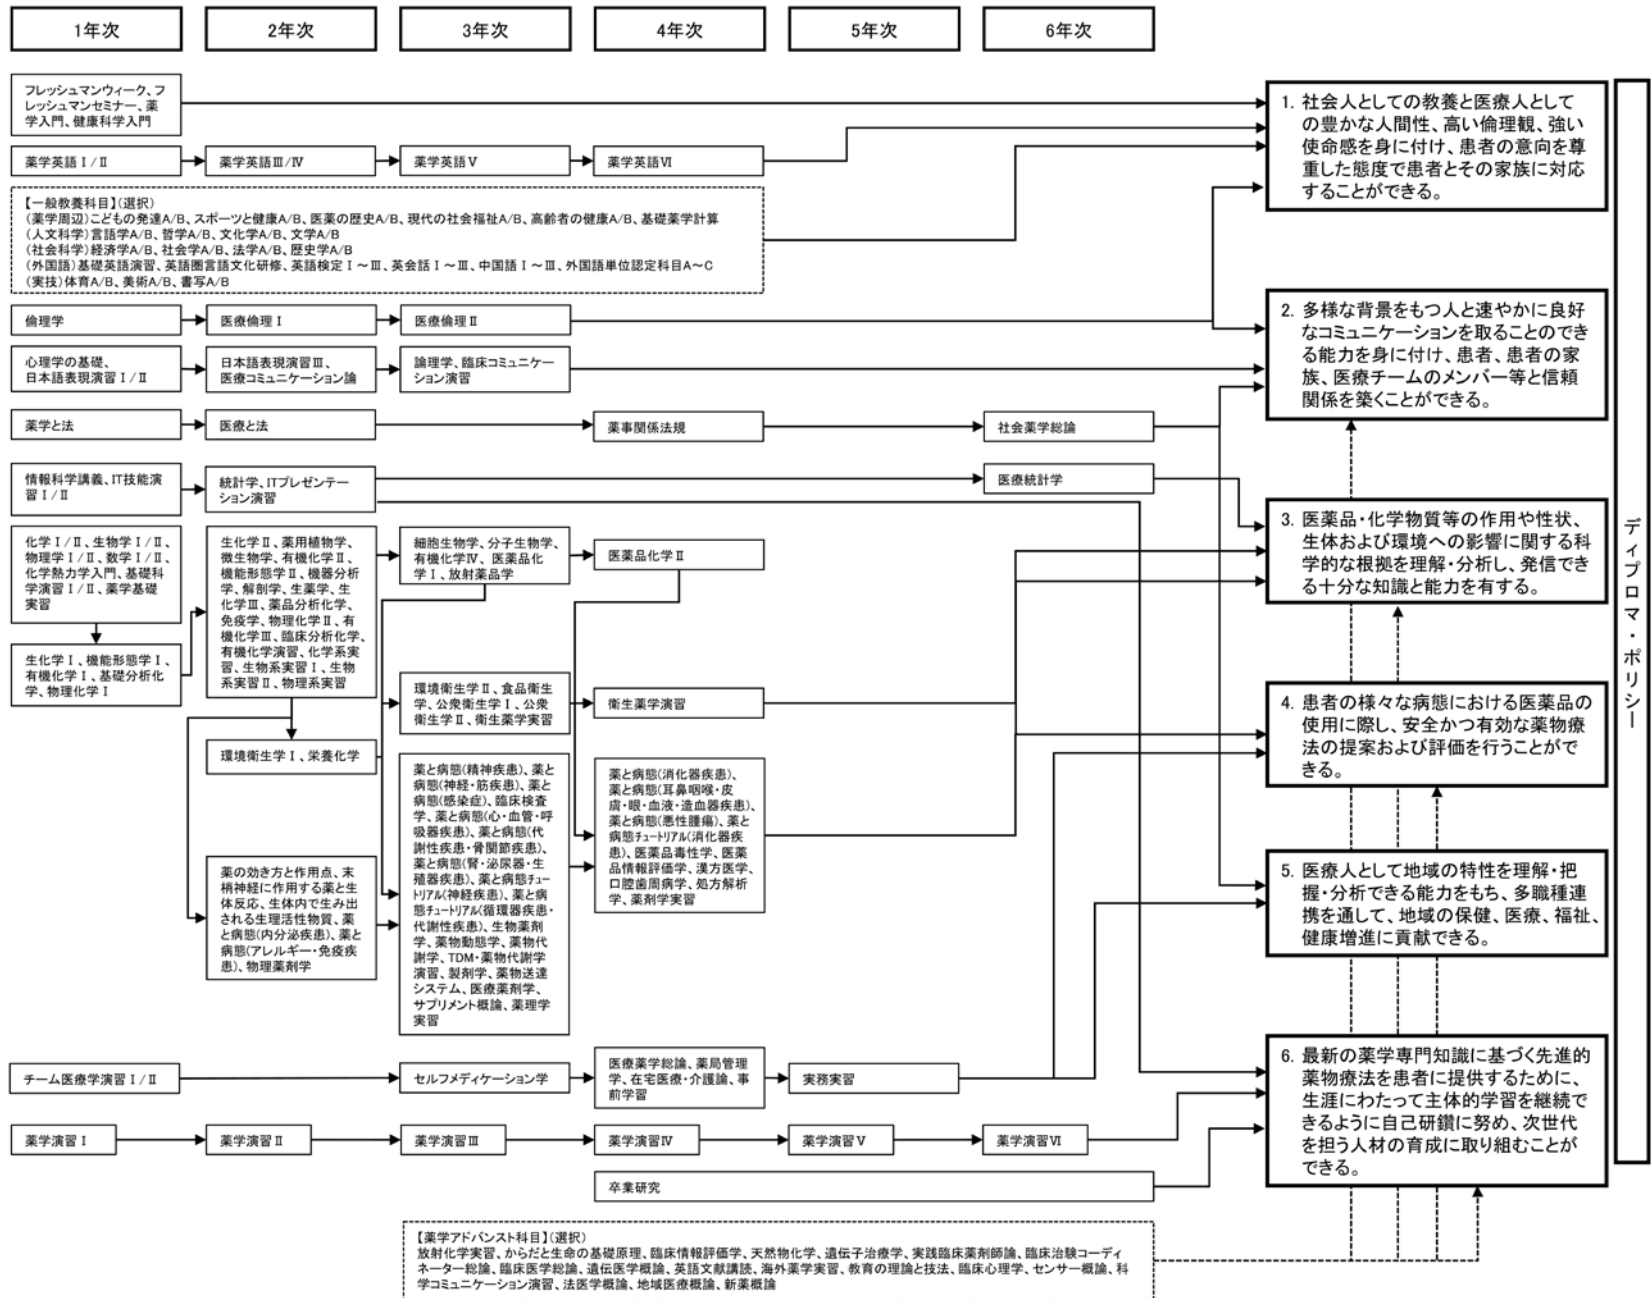 1年次
2年次
3年次
4年次
5年次
6年次
フレッシュマンウィーク、フ
レッシュマンセミナー、薬
学入門、健康科学入門
薬学英語Ⅰ/Ⅱ
薬学英語Ⅲ/Ⅳ
薬学英語Ⅴ
薬学英語Ⅵ
【一般教養科目】(選択)
(薬学周辺)こどもの発達A/B、スポーツと健康A/B、医薬の歴史A/B、現代の社会福祉A/B、高齢者の健康A/B、基礎薬学計算
(人文科学)言語学A/B、哲学A/B、文化学A/B、文学A/B
(社会科学)経済学A/B、社会学A/B、法学A/B、歴史学A/B
(外国語)基礎英語演習、英語圏言語文化研修、英語検定Ⅰ～Ⅲ、英会話Ⅰ～Ⅲ、中国語Ⅰ～Ⅲ、外国語単位認定科目A～C
(実技)体育A/B、美術A/B、書写A/B
倫理学
医療倫理Ⅰ
医療倫理Ⅱ
心理学の基礎、
日本語表現演習Ⅰ/Ⅱ
日本語表現演習Ⅲ、
医療コミュニケーション論
論理学、臨床コミュニケー
ション演習
薬学と法
医療と法
薬事関係法規
社会薬学総論
情報科学講義、IT技能演
習Ⅰ/Ⅱ
統計学、ITプレゼンテー
ション演習
医療統計学
化学Ⅰ/Ⅱ、生物学Ⅰ/Ⅱ、
物理学Ⅰ/Ⅱ、数学Ⅰ/Ⅱ、
化学熱力学入門、基礎科
学演習Ⅰ/Ⅱ、薬学基礎
実習
生化学Ⅰ、機能形態学Ⅰ、
有機化学Ⅰ、基礎分析化
学、物理化学Ⅰ
生化学Ⅱ、薬用植物学、
微生物学、有機化学Ⅱ、
機能形態学Ⅱ、機器分析
学、解剖学、生薬学、生
化学Ⅲ、薬品分析化学、
免疫学、物理化学Ⅱ、有
機化学Ⅲ、臨床分析化学、
有機化学演習、化学系実
習、生物系実習Ⅰ、生物
系実習Ⅱ、物理系実習
環境衛生学Ⅰ、栄養化学
薬の効き方と作用点、末
梢神経に作用する薬と生
体反応、生体内で生み出
される生理活性物質、薬
と病態(内分泌疾患)、薬と
病態(アレルギー・免疫疾
患)、物理薬剤学
細胞生物学、分子生物学、
有機化学Ⅳ、医薬品化
学Ⅰ、放射薬品学
医薬品化学Ⅱ
環境衛生学Ⅱ、食品衛生
学、公衆衛生学Ⅰ、公衆
衛生学Ⅱ、衛生薬学実習
衛生薬学演習
薬と病態(精神疾患)、薬と
病態(神経・筋疾患)、薬と
病態(感染症)、臨床検査
学、薬と病態(心・血管・呼
吸器疾患)、薬と病態(代
謝性疾患・骨関節疾患)、
薬と病態(腎・泌尿器・生
殖器疾患)、薬と病態チュー
トリアル(神経疾患)、薬と病
態チュートリアル(循環器疾患・
代謝性疾患)、生物薬剤
学、薬物動態学、薬物代
謝学、TDM・薬物代謝学
演習、製剤学、薬物送達
システム、医療薬剤学、
サプリメント概論、薬理学
実習
薬と病態(消化器疾患)、
薬と病態(耳鼻咽喉・皮
膚・眼・血液・造血器疾患)、
薬と病態(悪性腫瘍)、薬と
病態チュートリアル(消化器疾
患)、医薬品毒性学、医薬
品情報評価学、漢方医学、
口腔歯周病学、処方解析
学、薬剤学実習
チーム医療学演習Ⅰ/Ⅱ
セルフメディケーション学
医療薬学総論、薬局管理
学、在宅医療・介護論、事
前学習
実務実習
薬学演習Ⅰ
薬学演習Ⅱ
薬学演習Ⅲ
薬学演習Ⅳ
薬学演習Ⅴ
薬学演習Ⅵ
卒業研究
【薬学アドバンスト科目】(選択)
放射化学実習、からだと生命の基礎原理、臨床情報評価学、天然物化学、遺伝子治療学、実践臨床薬剤師論、臨床治験コーディ
ネーター総論、臨床医学総論、遺伝医学概論、英語文献講読、海外薬学実習、教育の理論と技法、臨床心理学、センサー概論、科
学コミュニケーション演習、法医学概論、地域医療概論、新薬概論
1. 社会人としての教養と医療人として
の豊かな人間性、高い倫理観、強い
使命感を身に付け、患者の意向を尊
重した態度で患者とその家族に対応
することができる。
2. 多様な背景をもつ人と速やかに良好
なコミュニケーションを取ることのでき
る能力を身に付け、患者、患者の家
族、医療チームのメンバー等と信頼
関係を築くことができる。
3. 医薬品・化学物質等の作用や性状、
生体および環境への影響に関する科
学的な根拠を理解・分析し、発信でき
る十分な知識と能力を有する。
4. 患者の様々な病態における医薬品の
使用に際し、安全かつ有効な薬物療
法の提案および評価を行うことがで
きる。
5. 医療人として地域の特性を理解・把
握・分析できる能力をもち、多職種連
携を通して、地域の保健、医療、福祉、
健康増進に貢献できる。
6. 最新の薬学専門知識に基づく先進的
薬物療法を患者に提供するために、
生涯にわたって主体的学習を継続で
きるように自己研鑽に努め、次世代
を担う人材の育成に取り組むことが
できる。
ディプロマ・ポリシー